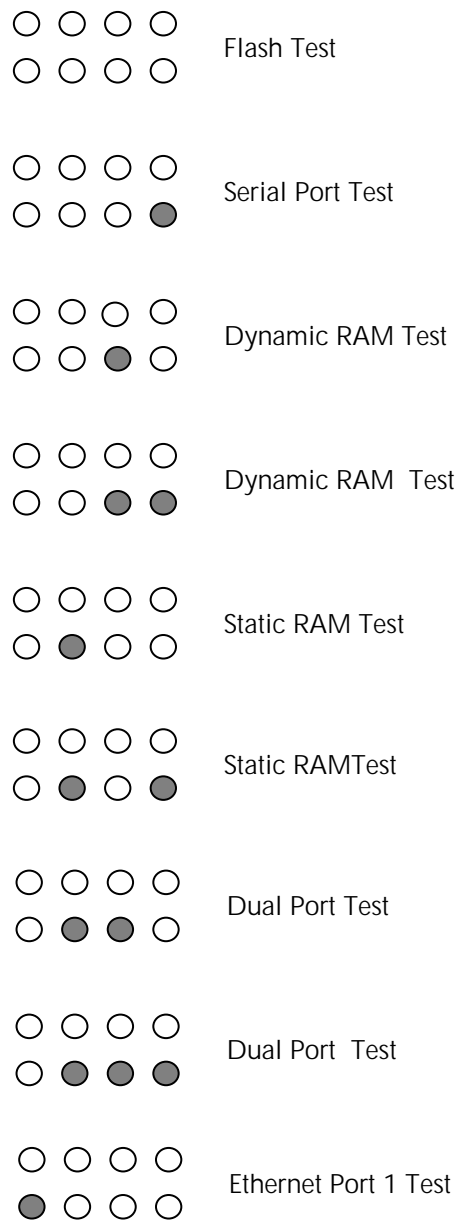 Flash Test
Serial Port Test
Dynamic RAM Test
Dynamic RAM  Test
Static RAM Test
Static RAMTest
Dual Port Test
Dual Port  Test
Ethernet Port 1 Test